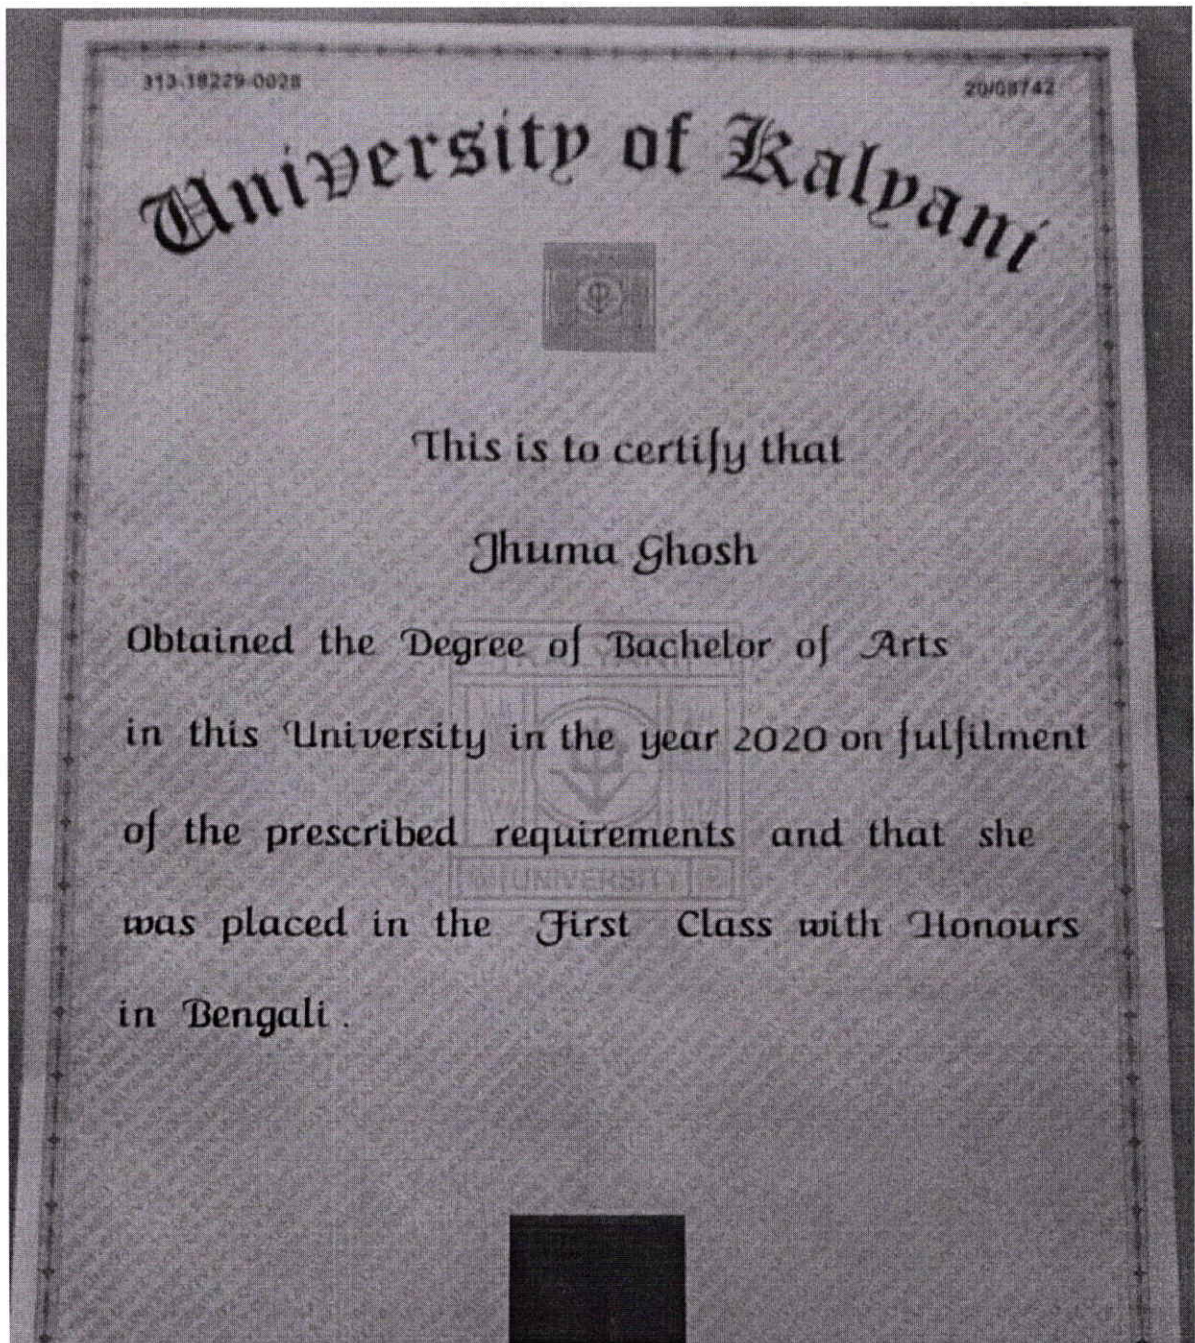 313-18229-0028 20/08742
University of Kalyani
This is to certify that
Jhuma Ghosh
Obtained the Degree of Bachelor of Arts
in this University in the year 2020 on fulfilment
of the prescribed requirements and that she
was placed in the First Class with Honours
in Bengali.
UNIVERSITY